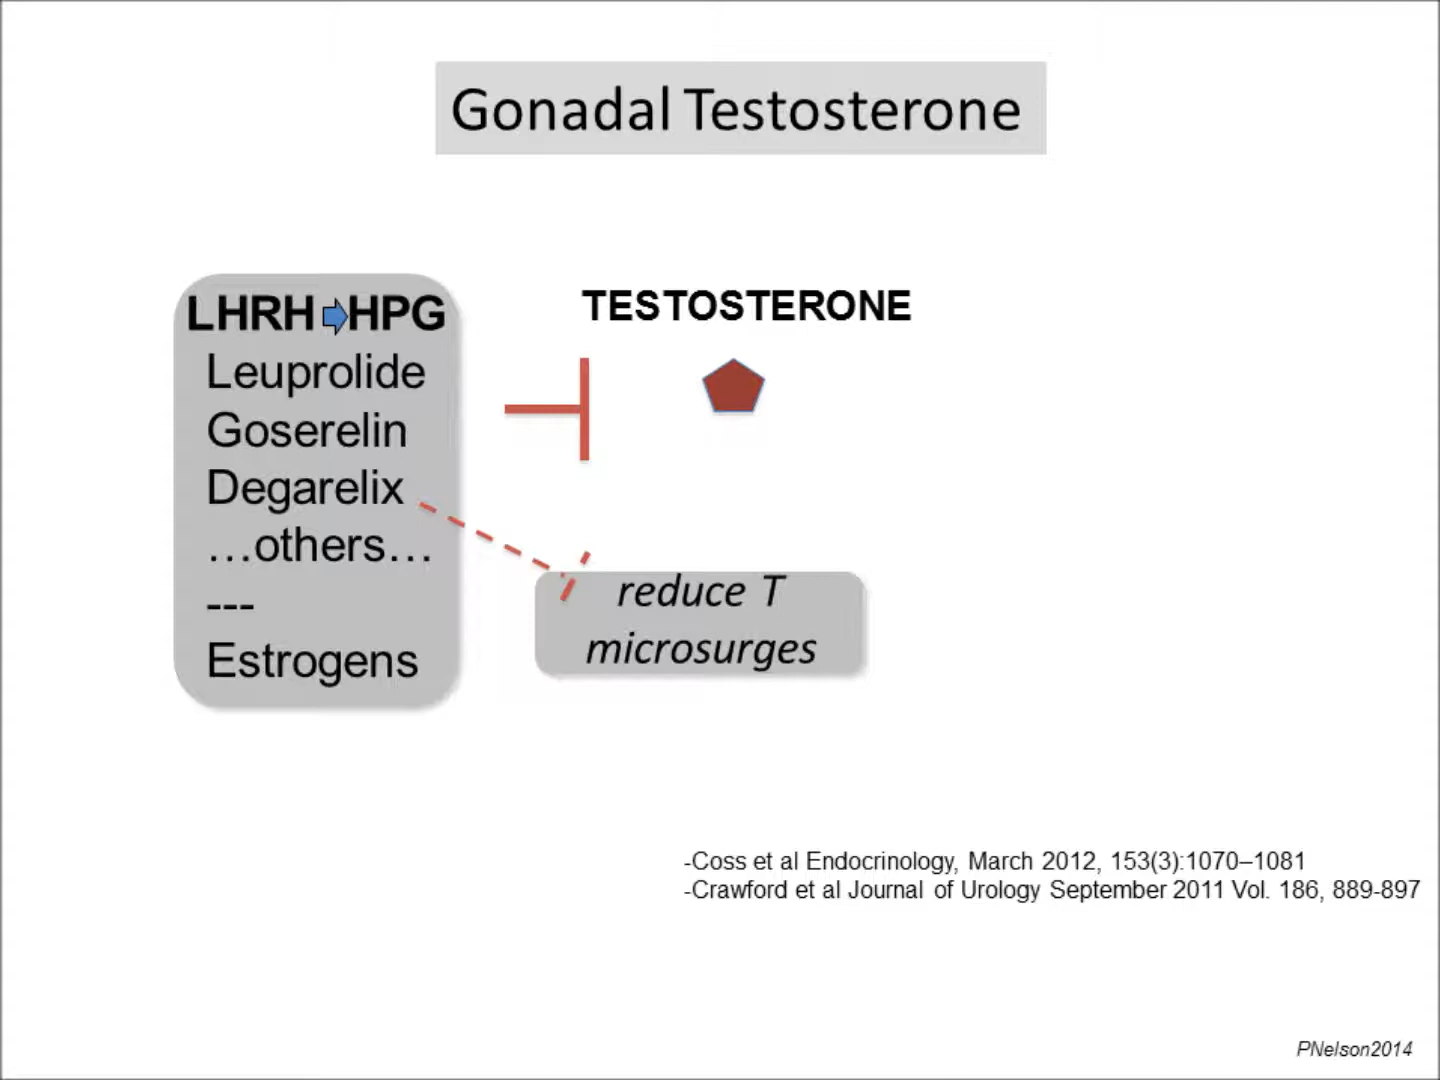 Gonadal Testosterone
LHRH HPG
Leuprolide
Goserelin
Degarelix
…others…
---
Estrogens
TESTOSTERONE
reduce T
microsurges
-Coss et al Endocrinology, March 2012, 153(3):1070–1081
-Crawford et al Journal of Urology September 2011 Vol. 186, 889-897
PNelson2014